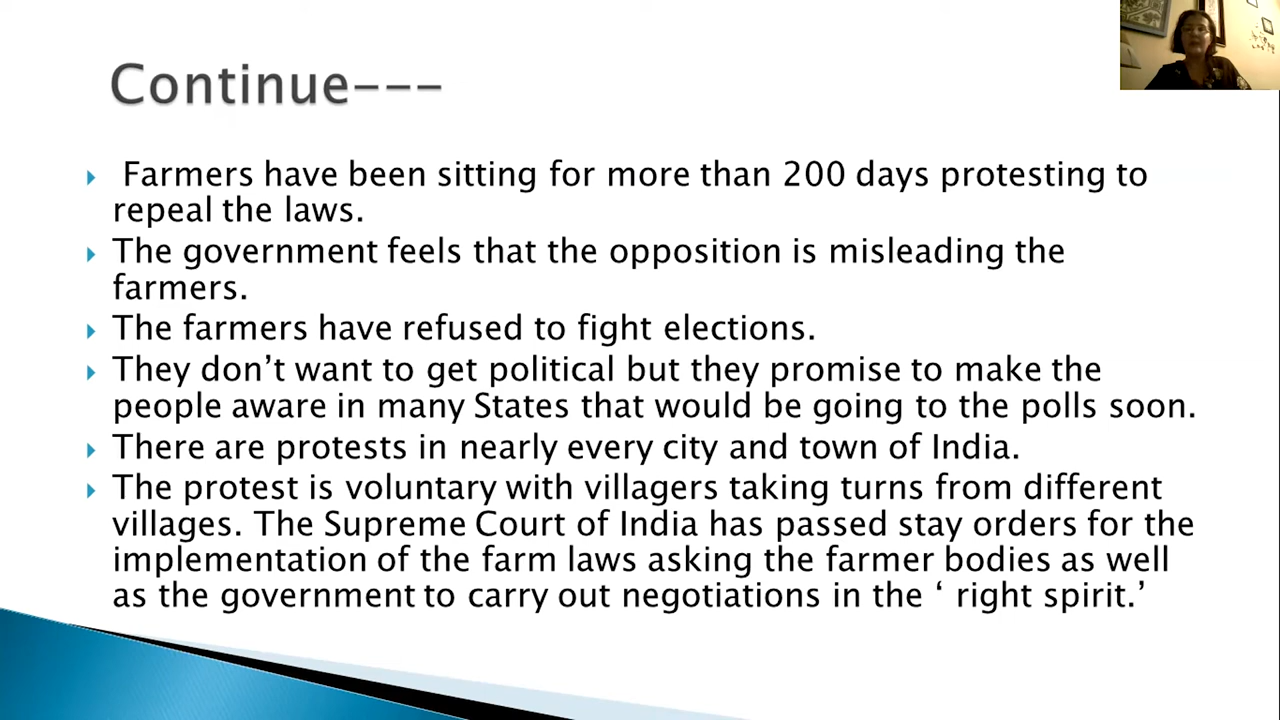 Continue---
Farmers have been sitting for more than 200 days protesting to
repeal the laws.
The government feels that the opposition is misleading the
farmers.
The farmers have refused to fight elections.
They don’t want to get political but they promise to make the
people aware in many States that would be going to the polls soon.
There are protests in nearly every city and town of India.
The protest is voluntary with villagers taking turns from different
villages. The Supreme Court of India has passed stay orders for the
implementation of the farm laws asking the farmer bodies as well
as the government to carry out negotiations in the ‘ right spirit.’